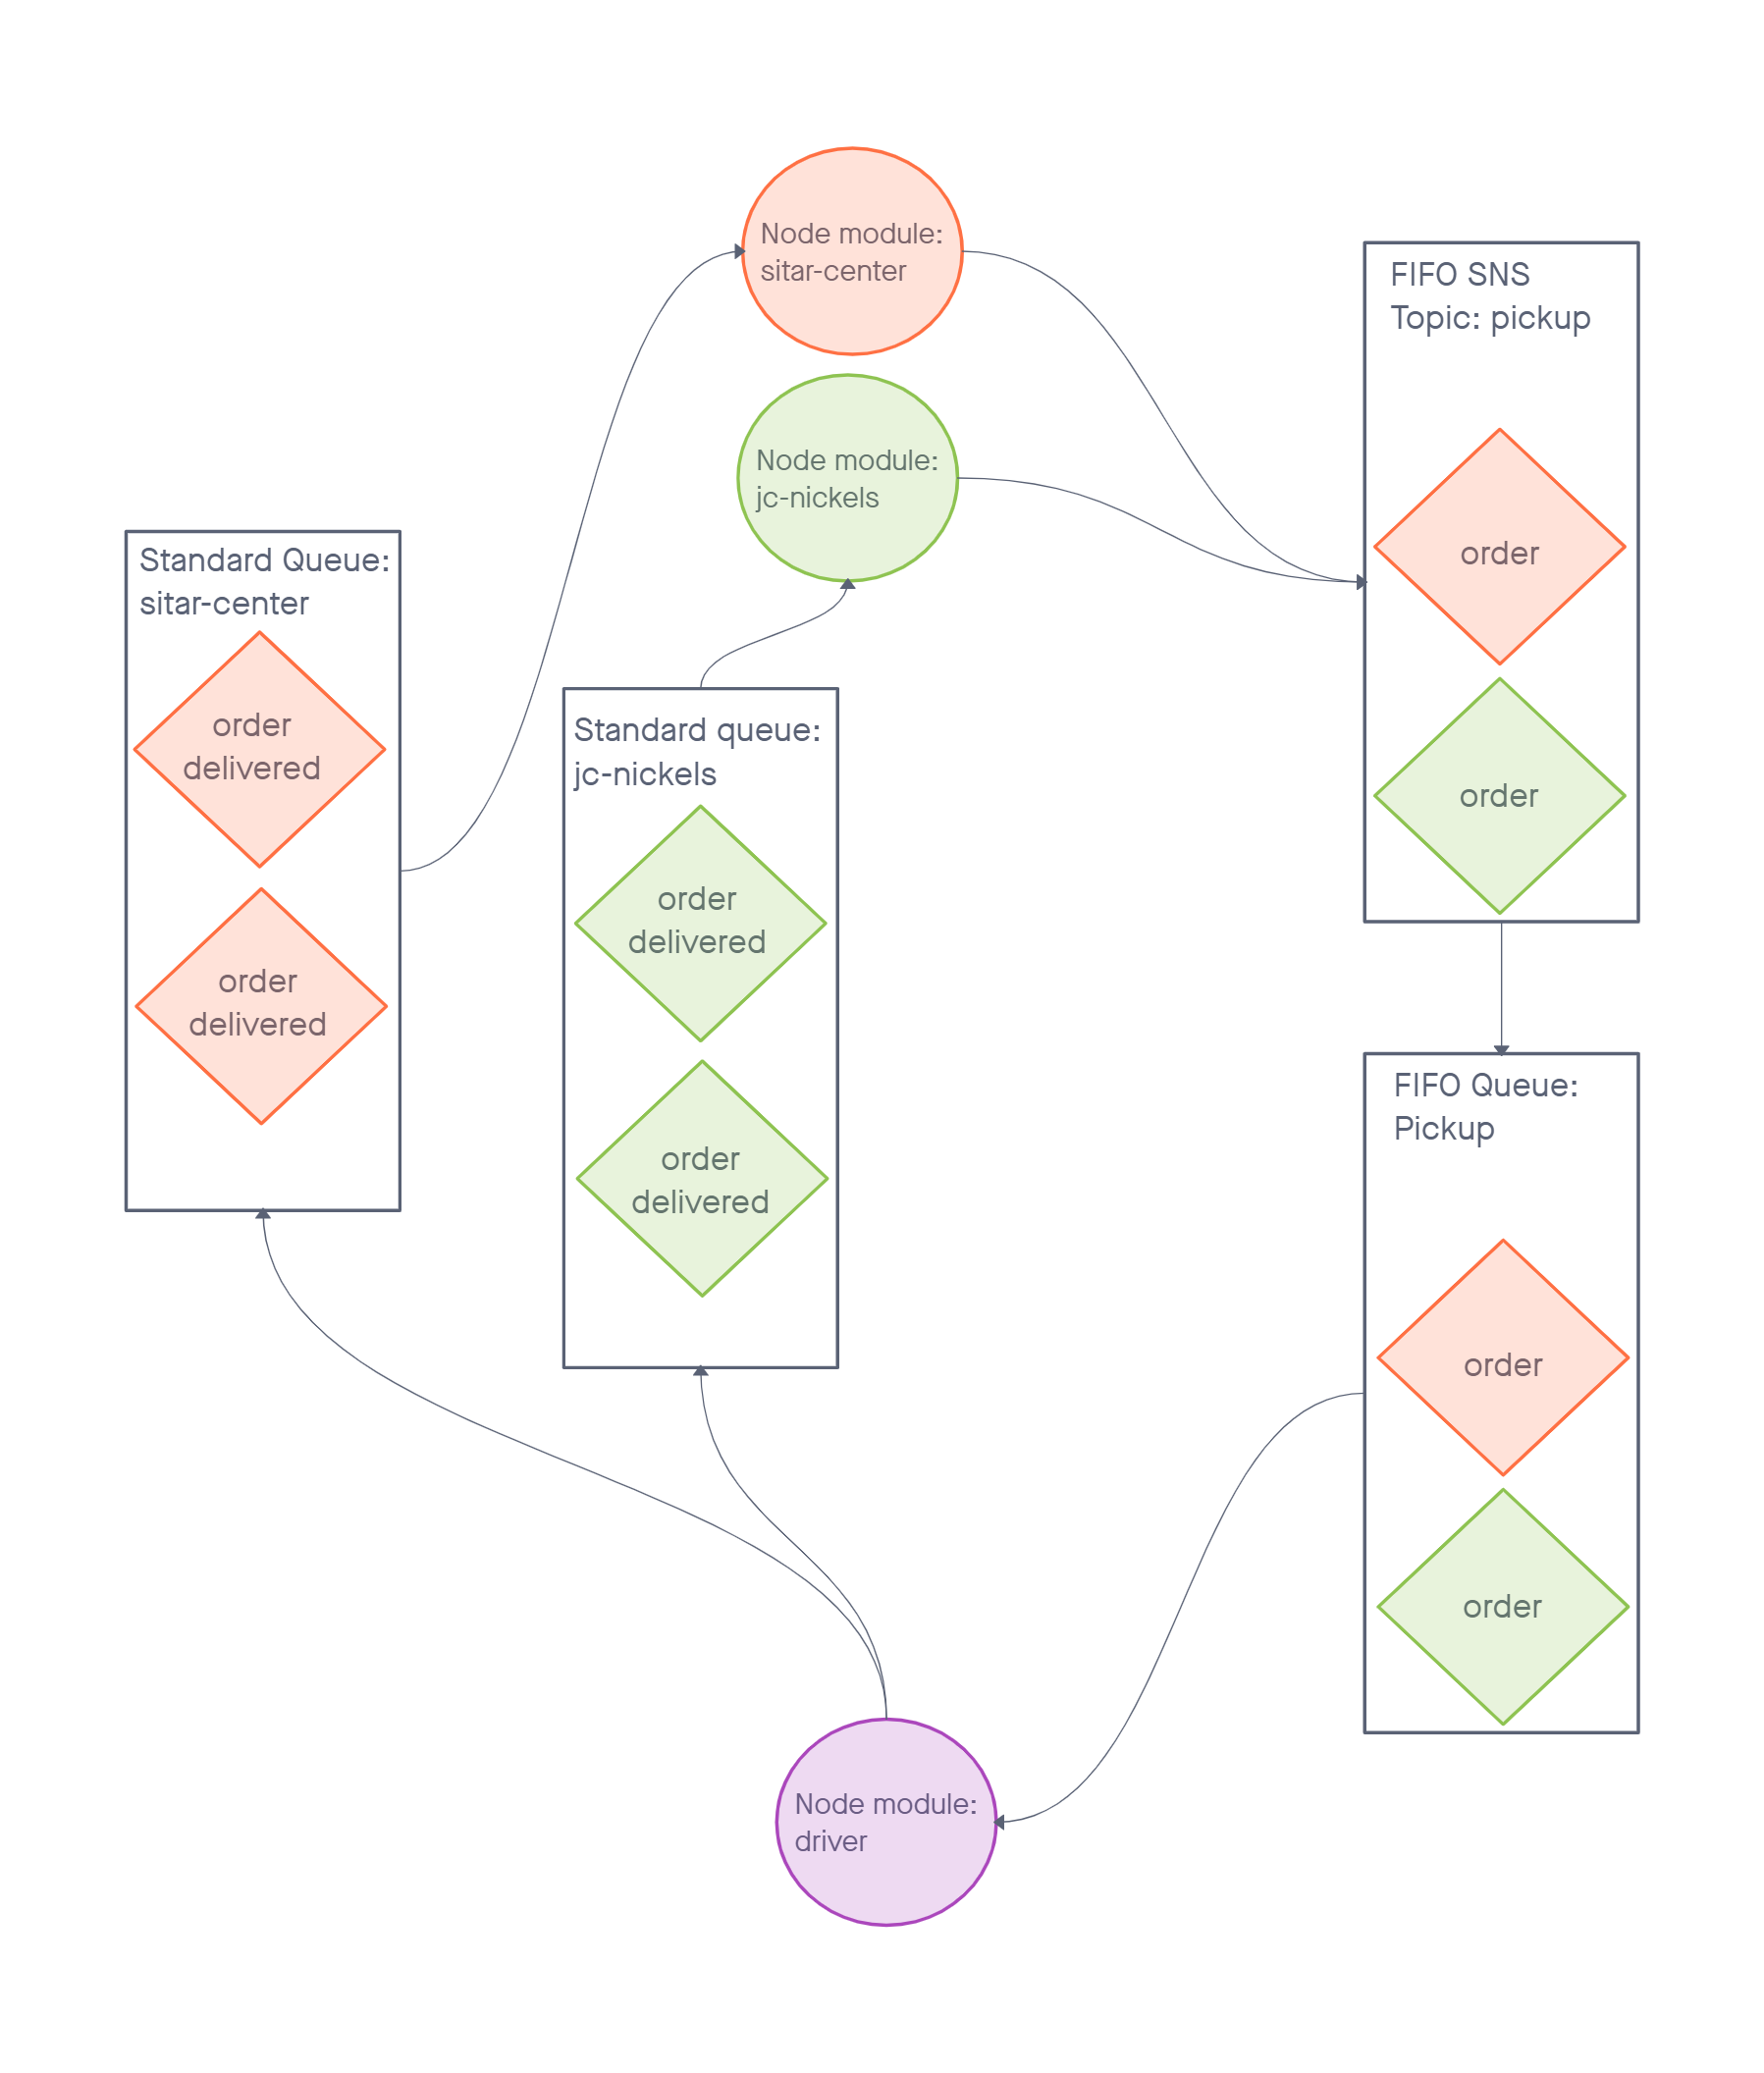 Node module:
sitar-center
FIFO SNS
Topic: pickup
Node module:
jc-nickels
order
Standard Queue:
sitar-center
order
delivered
Standard queue:
jc-nickels
order
order
delivered
order
delivered
order
delivered
order
delivered
FIFO Queue:
Pickup
order
order
Node module:
driver